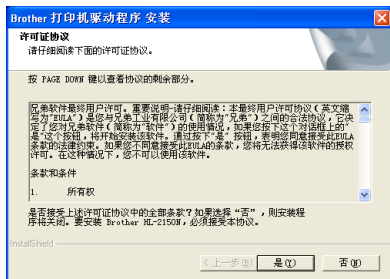 Brother 打印机驱动程序 安装
许可证协议
请仔细阅读下面的许可证协议。
按 PAGE DOWN 键以查看协议的剩余部分。
兄弟软件最终用户许可。重要说明-请仔细阅读：本最终用户许可协议（英文缩
写为"EULA"）是您与兄弟工业有限公司（简称为"兄弟"）之间的合法协议，它决
定了您对兄弟软件（简称为"软件"）的使用情况，如果您按下这个对话框上的"
是"这个按钮，将开始安装该软件。通过按下"是"按钮，表明您同意接受此EULA
条款的法律约束。如果您不同意接受此EULA的条款，您将无法获得该软件的授权
许可。在这种情况下，您不可以使用该软件。
条款和条件
1. 所有权
是否接受上述许可证协议中的全部条款？如果选择“否”，则安装程
序将关闭。要安装 Brother HL-2150N，必须接受本协议。
InstallShield
< 上一步(B) 是(Y) 否(N)